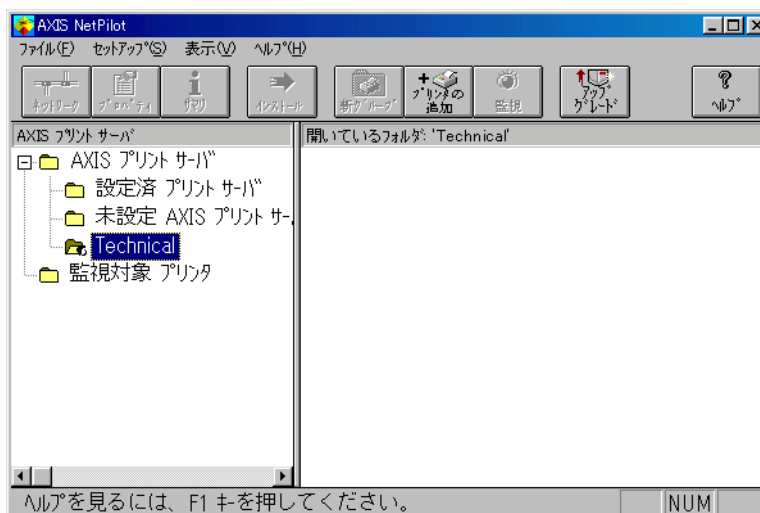 AXIS NetPilot
ファイル(F) セットアップ(S) 表示(V) ヘルプ(H)
ネットワーク プロパティ サマリ インストール 新グループ プリンタの追加 監視 アップグレード ヘルプ
AXIS プリント サーバ
開いているフォルダ: 'Technical'
AXIS プリント サーバ
設定済 プリント サーバ
未設定 AXIS プリント サー
Technical
監視対象 プリンタ
ヘルプを見るには、F1 キーを押してください。
NUM